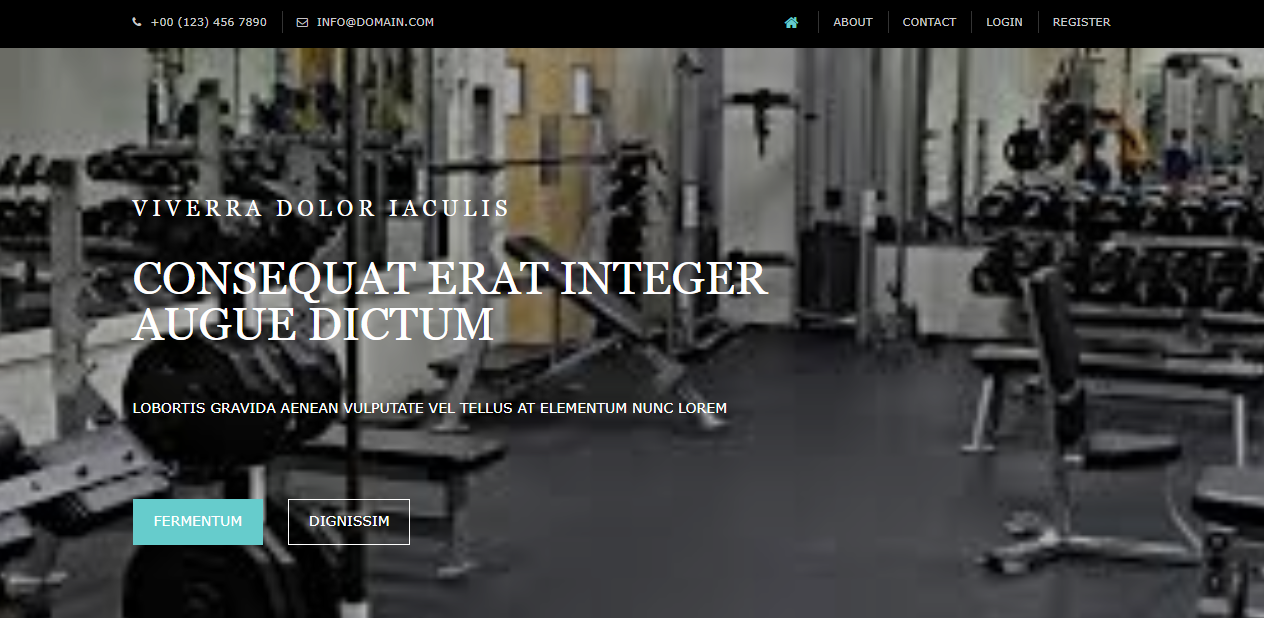 +00 (123) 456 7890
INFO@DOMAIN.COM
ABOUT
CONTACT
LOGIN
REGISTER
VIVERRA DOLOR IACULIS
CONSEQUAT ERAT INTEGER
AUGUE DICTUM
LOBORTIS GRAVIDA AENEAN VULPUTATE VEL TELLUS AT ELEMENTUM NUNC LOREM
FERMENTUM
DIGNISSIM